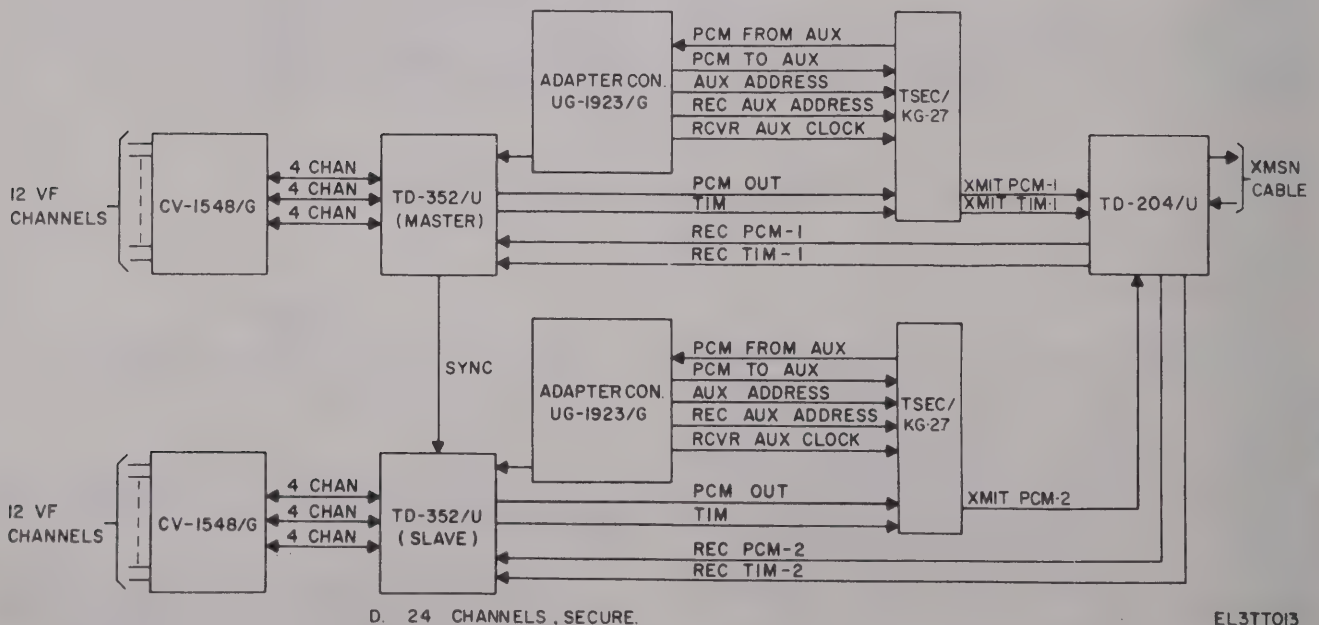 PCM FROM AUX
PCM TO AUX
AUX ADDRESS
REC AUX ADDRESS
RCVR AUX CLOCK
ADAPTER CON.
UG-1923/G
TSEC/
KG-27
12 VF
CHANNELS
CV-1548/G
4 CHAN
4 CHAN
4 CHAN
TD-352/U
(MASTER)
PCM OUT
TIM
REC PCM-1
REC TIM-1
XMIT PCM-1
XMIT TIM-1
TD-204/U
XMSN
CABLE
SYNC
PCM FROM AUX
PCM TO AUX
AUX ADDRESS
REC AUX ADDRESS
RCVR AUX CLOCK
ADAPTER CON.
UG-1923/G
TSEC/
KG-27
12 VF
CHANNELS
CV-1548/G
4 CHAN
4 CHAN
4 CHAN
TD-352/U
(SLAVE)
PCM OUT
TIM
REC PCM-2
REC TIM-2
XMIT PCM-2
D. 24 CHANNELS, SECURE.
EL3TT013